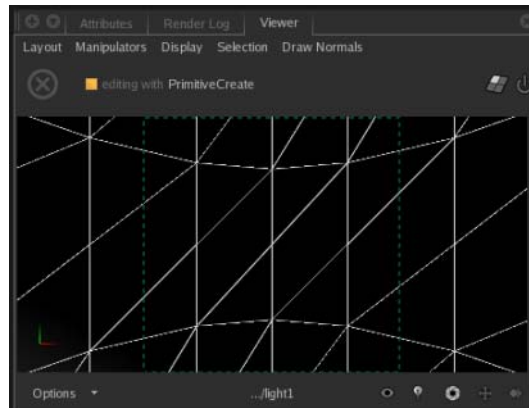 Attributes Render Log Viewer
Layout Manipulators Display Selection Draw Normals
editing with PrimitiveCreate
Options .../light1